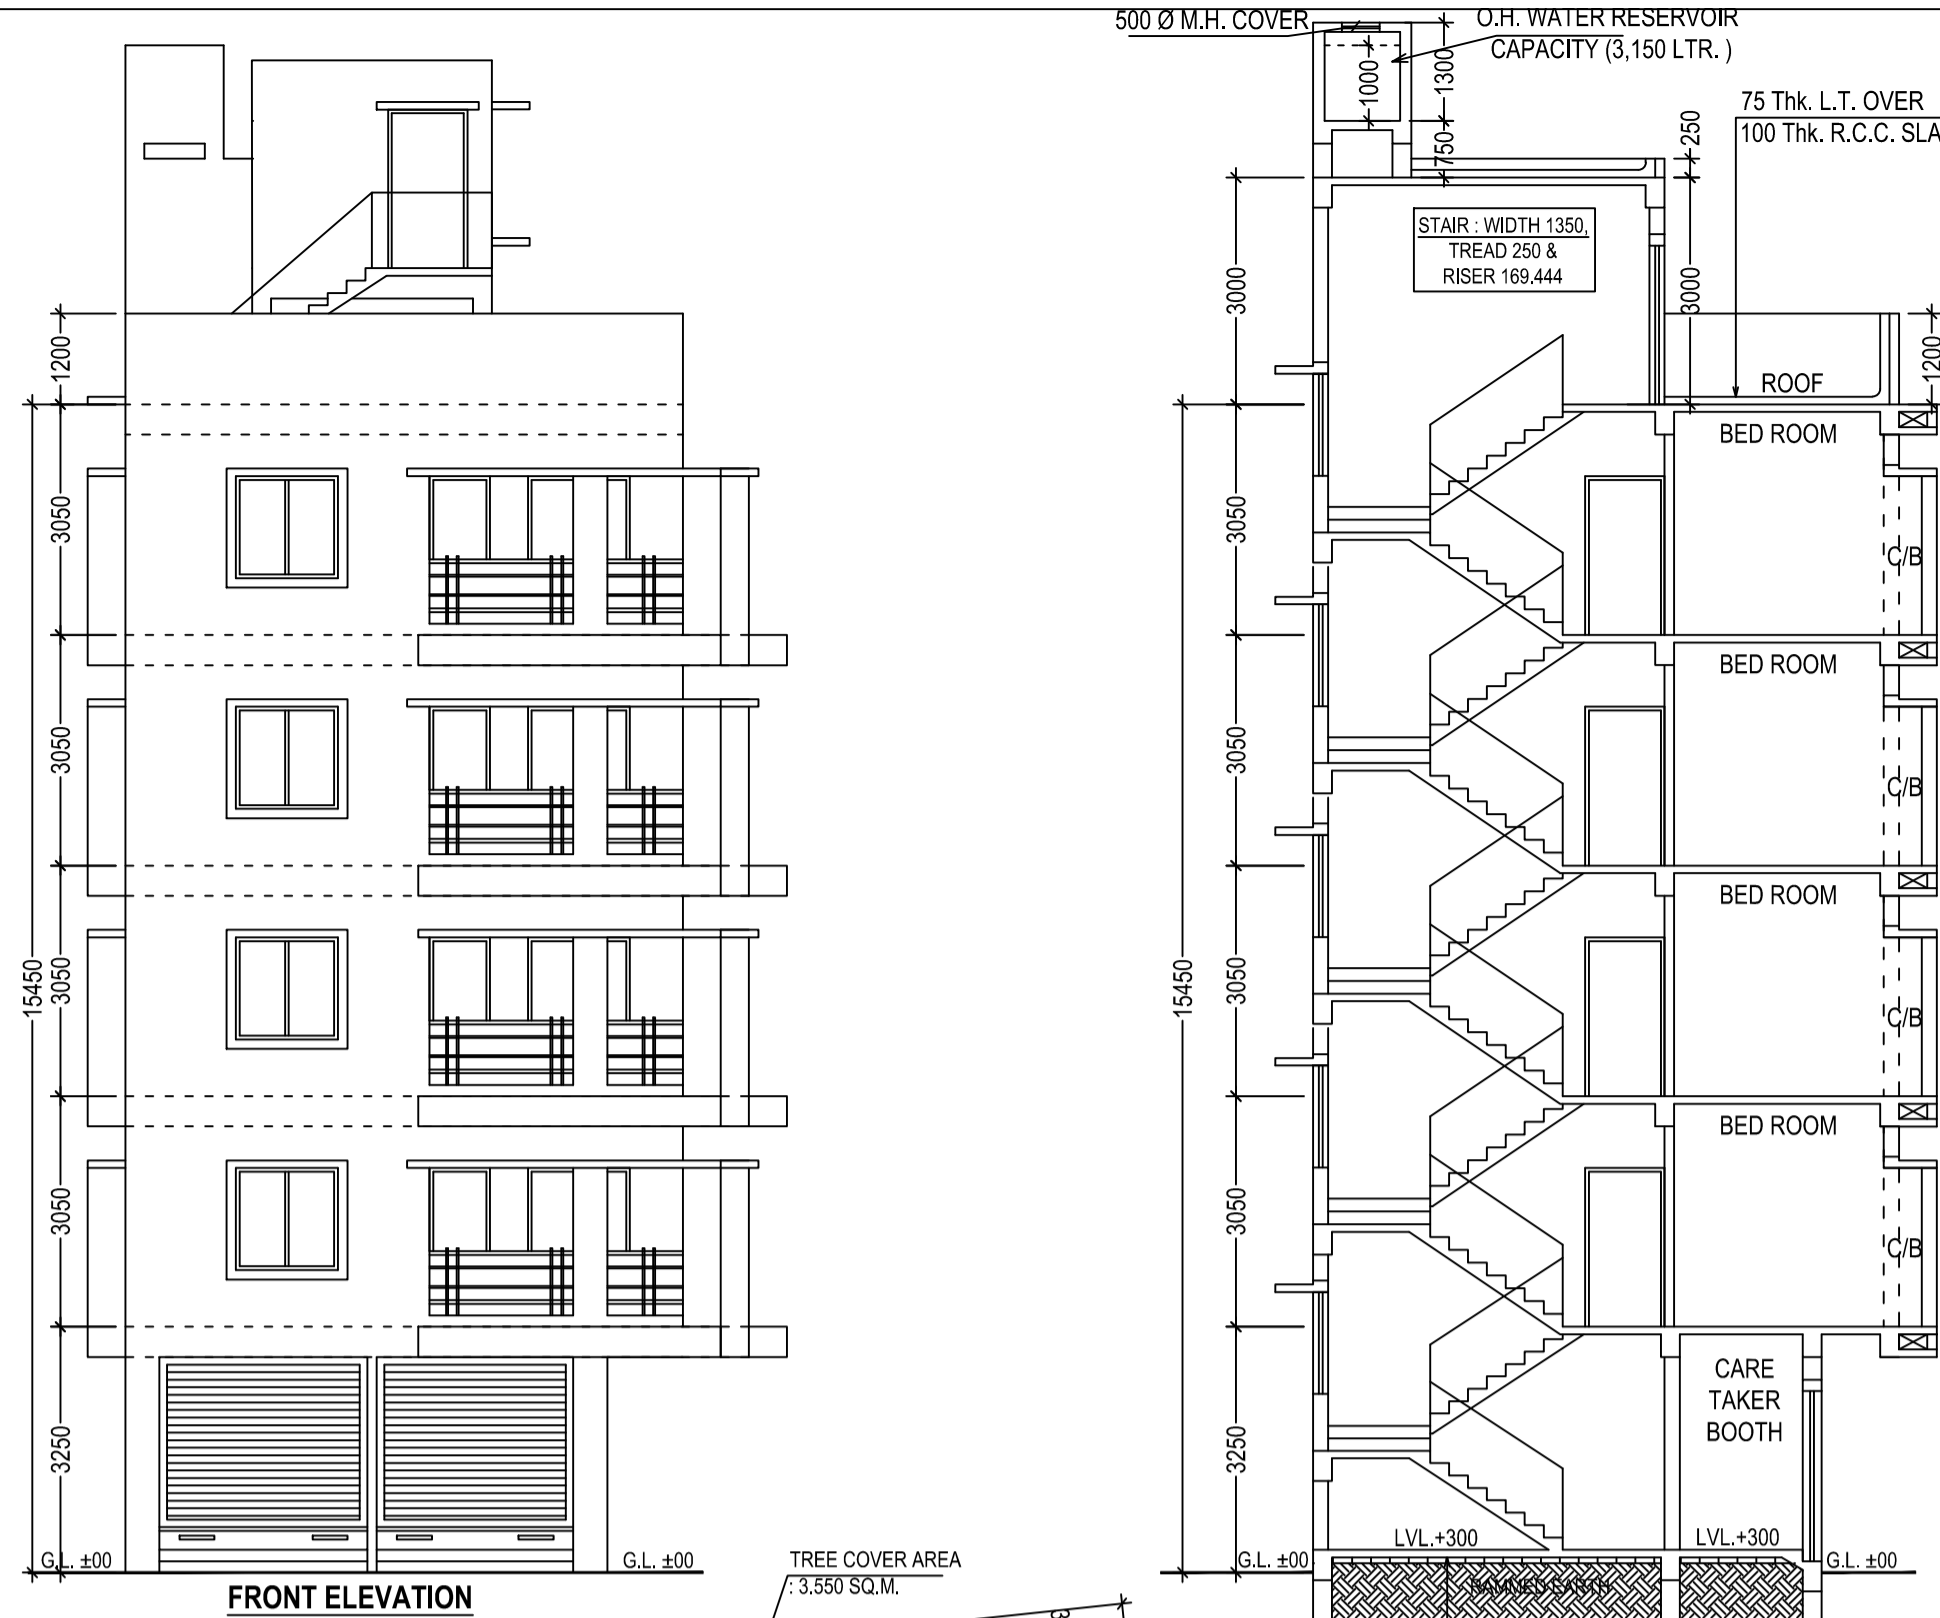 500 Ø M.H. COVER
O.H. WATER RESERVOIR
CAPACITY (3,150 LTR. )
1000
1300
750
75 Thk. L.T. OVER
100 Thk. R.C.C. SLA
250
STAIR : WIDTH 1350,
TREAD 250 &
RISER 169.444
3000
3000
1200
1200
ROOF
BED ROOM
3050
3050
C/B
BED ROOM
3050
3050
C/B
BED ROOM
15450
3050
15450
3050
C/B
BED ROOM
3050
3050
C/B
CARE
TAKER
BOOTH
3250
3250
LVL.+300
LVL.+300
G.L. ±00
G.L. ±00
G.L. ±00
G.L. ±00
TREE COVER AREA
: 3.550 SQ.M.
RAMMED EARTH
FRONT ELEVATION